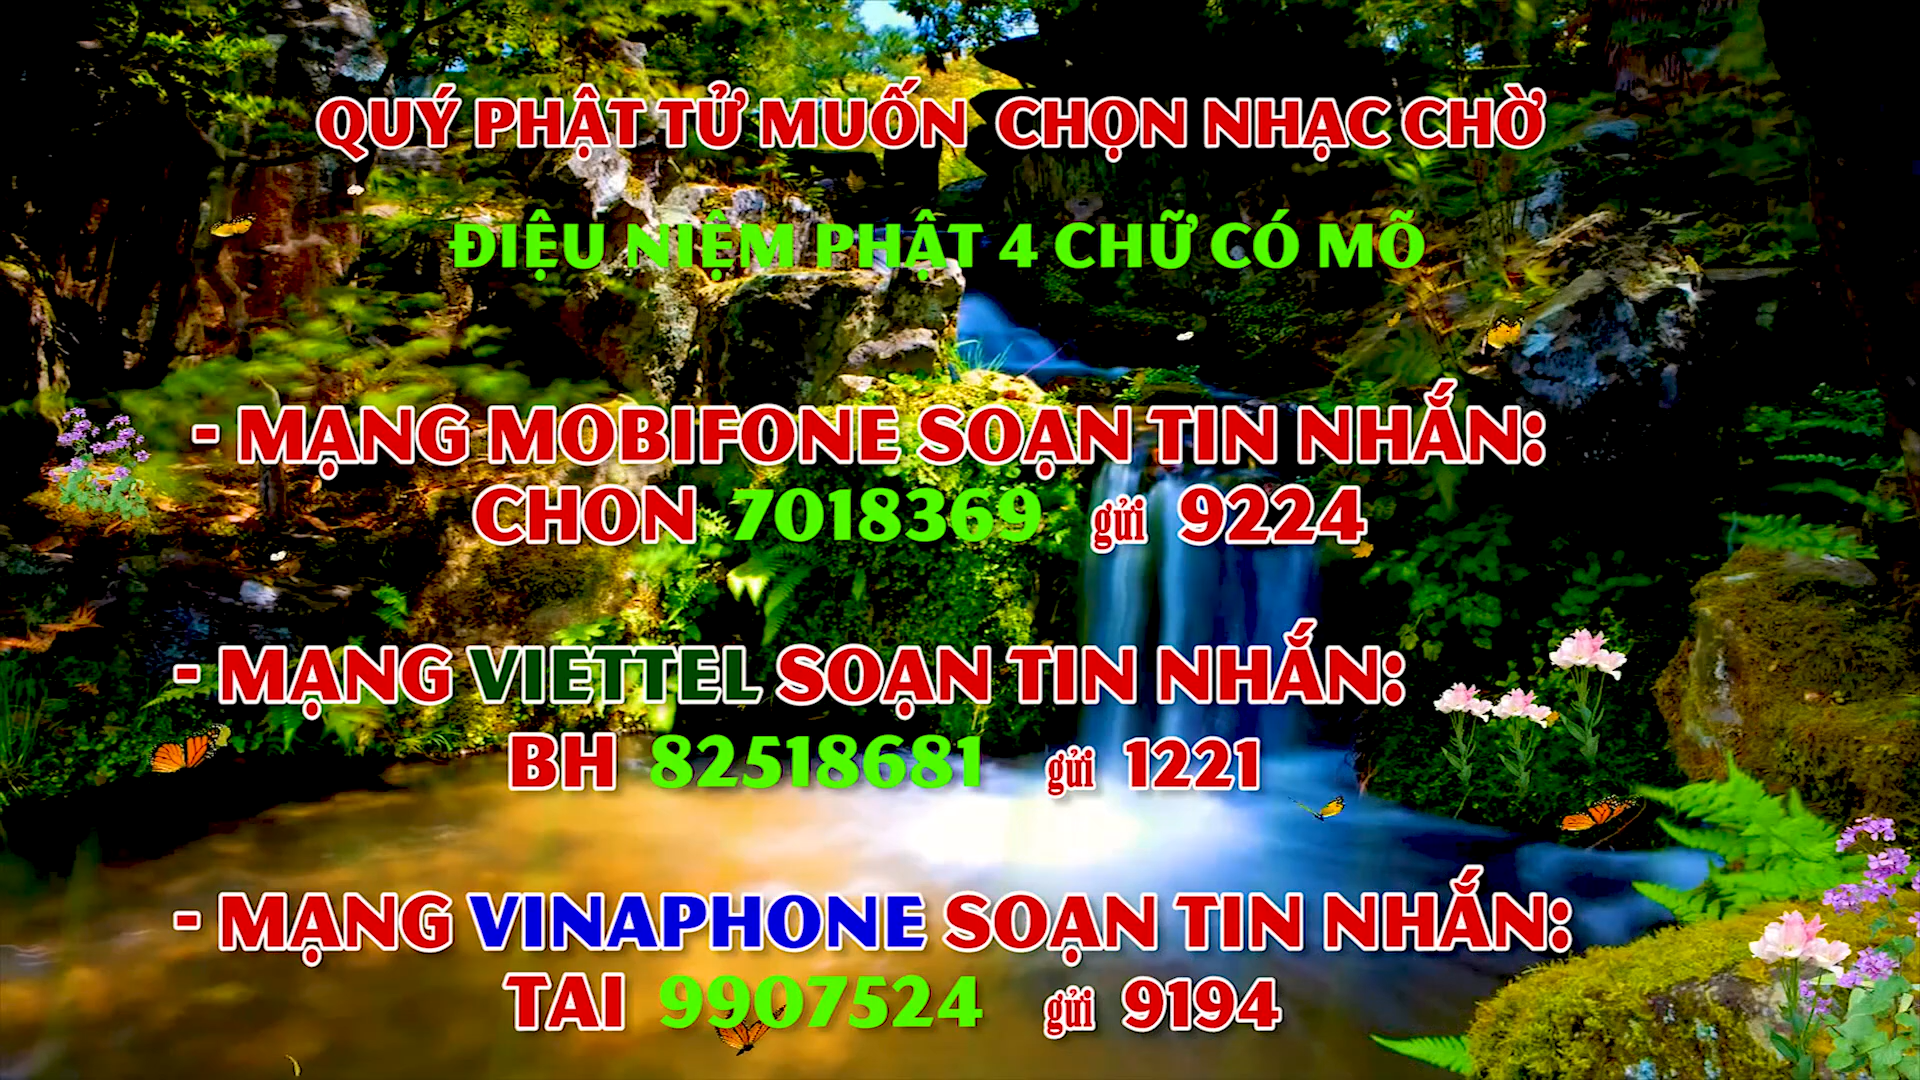 QUÝ PHẬT TỬ MUỐN CHỌN NHẠC CHỜ
ĐIỆU NIỆM PHẬT 4 CHỮ CÓ MÕ
- MẠNG MOBIFONE SOẠN TIN NHẮN:
CHON 7018369 gửi 9224
- MẠNG VIETTEL SOẠN TIN NHẮN:
BH 82518681 gửi 1221
- MẠNG VINAPHONE SOẠN TIN NHẮN:
TAI 9907524 gửi 9194